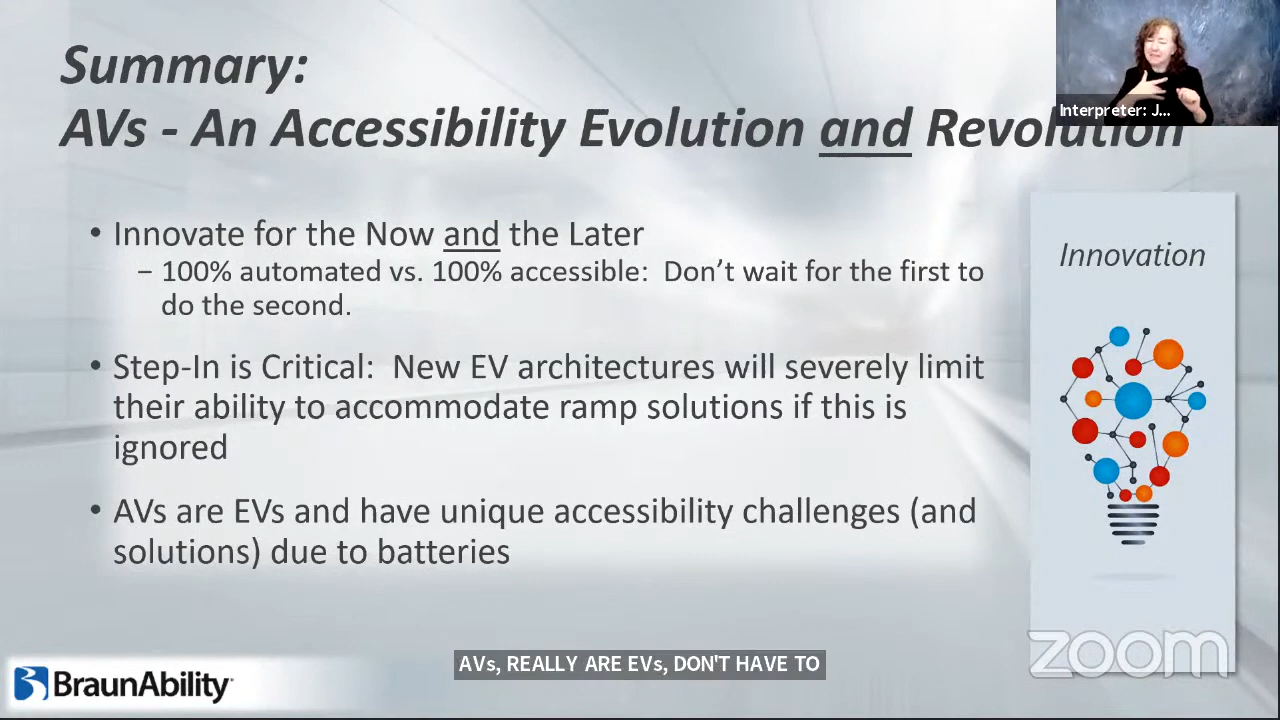 Summary:
AVs - An Accessibility Evolution and Revolution
Interpreter: J...
• Innovate for the Now and the Later
– 100% automated vs. 100% accessible: Don't wait for the first to
do the second.
• Step-In is Critical: New EV architectures will severely limit
their ability to accommodate ramp solutions if this is
ignored
• AVs are EVs and have unique accessibility challenges (and
solutions) due to batteries
Innovation
AVs, REALLY ARE EVs, DON'T HAVE TO
BraunAbility
zoom